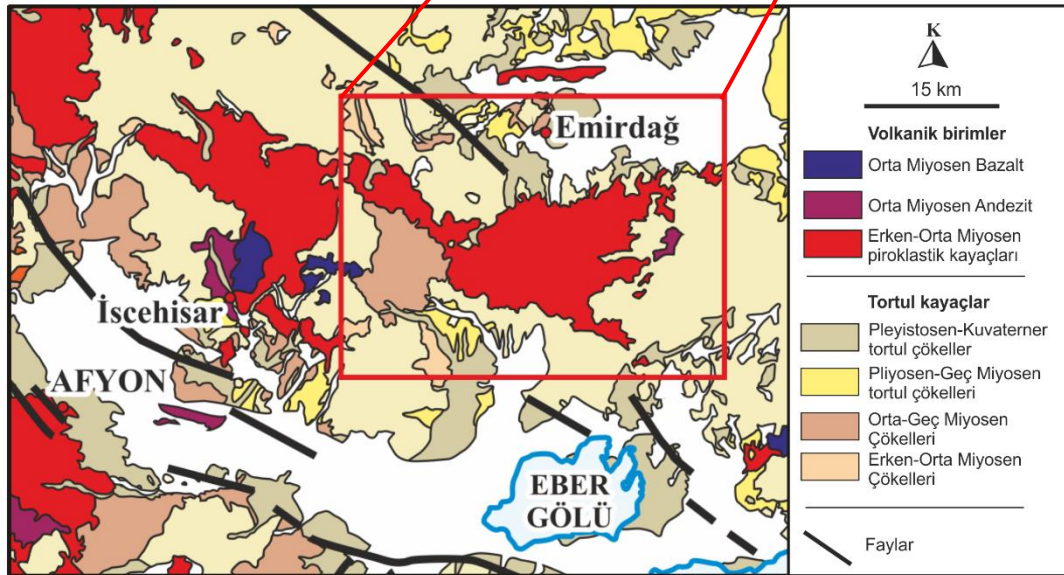 Emirdağ
İscehisar
AFYON
EBER
GÖLÜ
K
15 km
Volkanik birimler
Orta Miyosen Bazalt
Orta Miyosen Andezit
Erken-Orta Miyosen
piroklastik kayaçları
Tortul kayaçlar
Pleyistosen-Kuvaterner
tortul çökeller
Pliyosen-Geç Miyosen
tortul çökelleri
Orta-Geç Miyosen
Çökelleri
Erken-Orta Miyosen
Çökelleri
Faylar